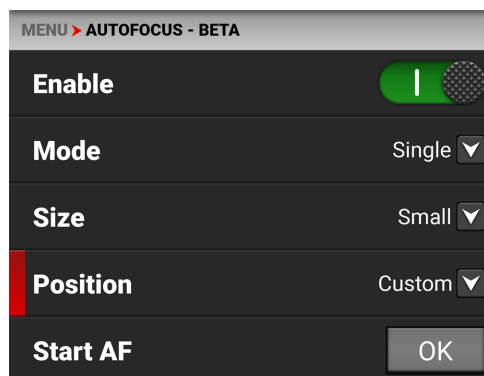 MENU > AUTOFOCUS - BETA
Enable
Mode Single
Size Small
Position Custom
Start AF OK